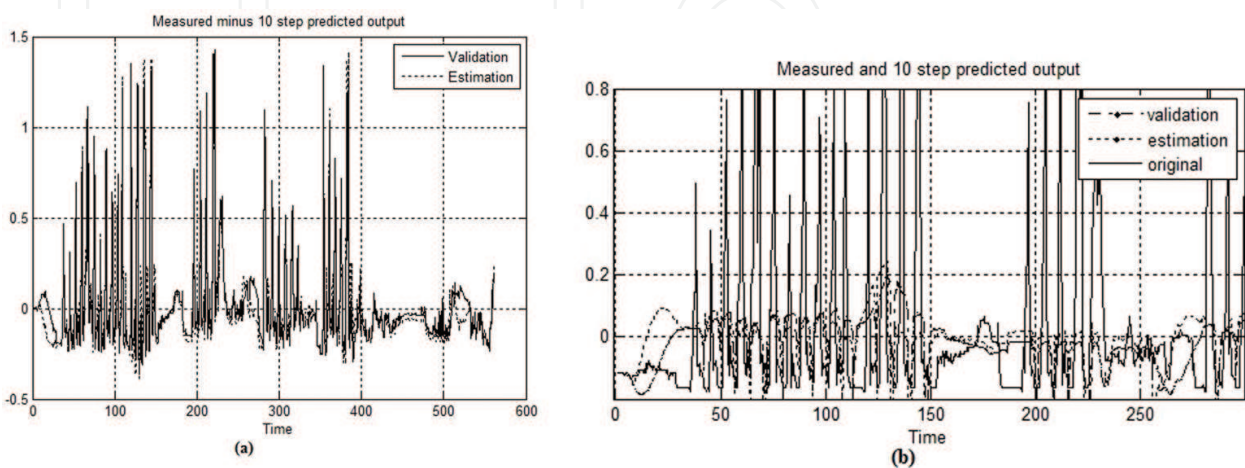 Measured minus 10 step predicted output
1.5
1
0.5
0
-0.5
0 100 200 300 400 500 600
Time
Validation
Estimation
(a)
Measured and 10 step predicted output
0.8
0.6
0.4
0.2
0
0 50 100 150 200 250
Time
validation
estimation
original
(b)